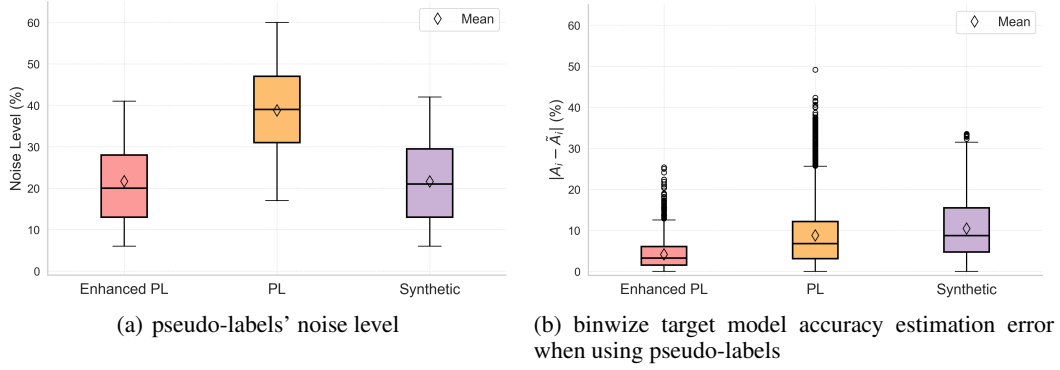 60
50
40
30
20
10
0
Noise Level (%)
Mean
Enhanced PL PL Synthetic
(a) pseudo-labels' noise level
60
50
40
30
20
10
0
|A_i − Ã_i| (%)
Mean
Enhanced PL PL Synthetic
(b) binwize target model accuracy estimation error
when using pseudo-labels